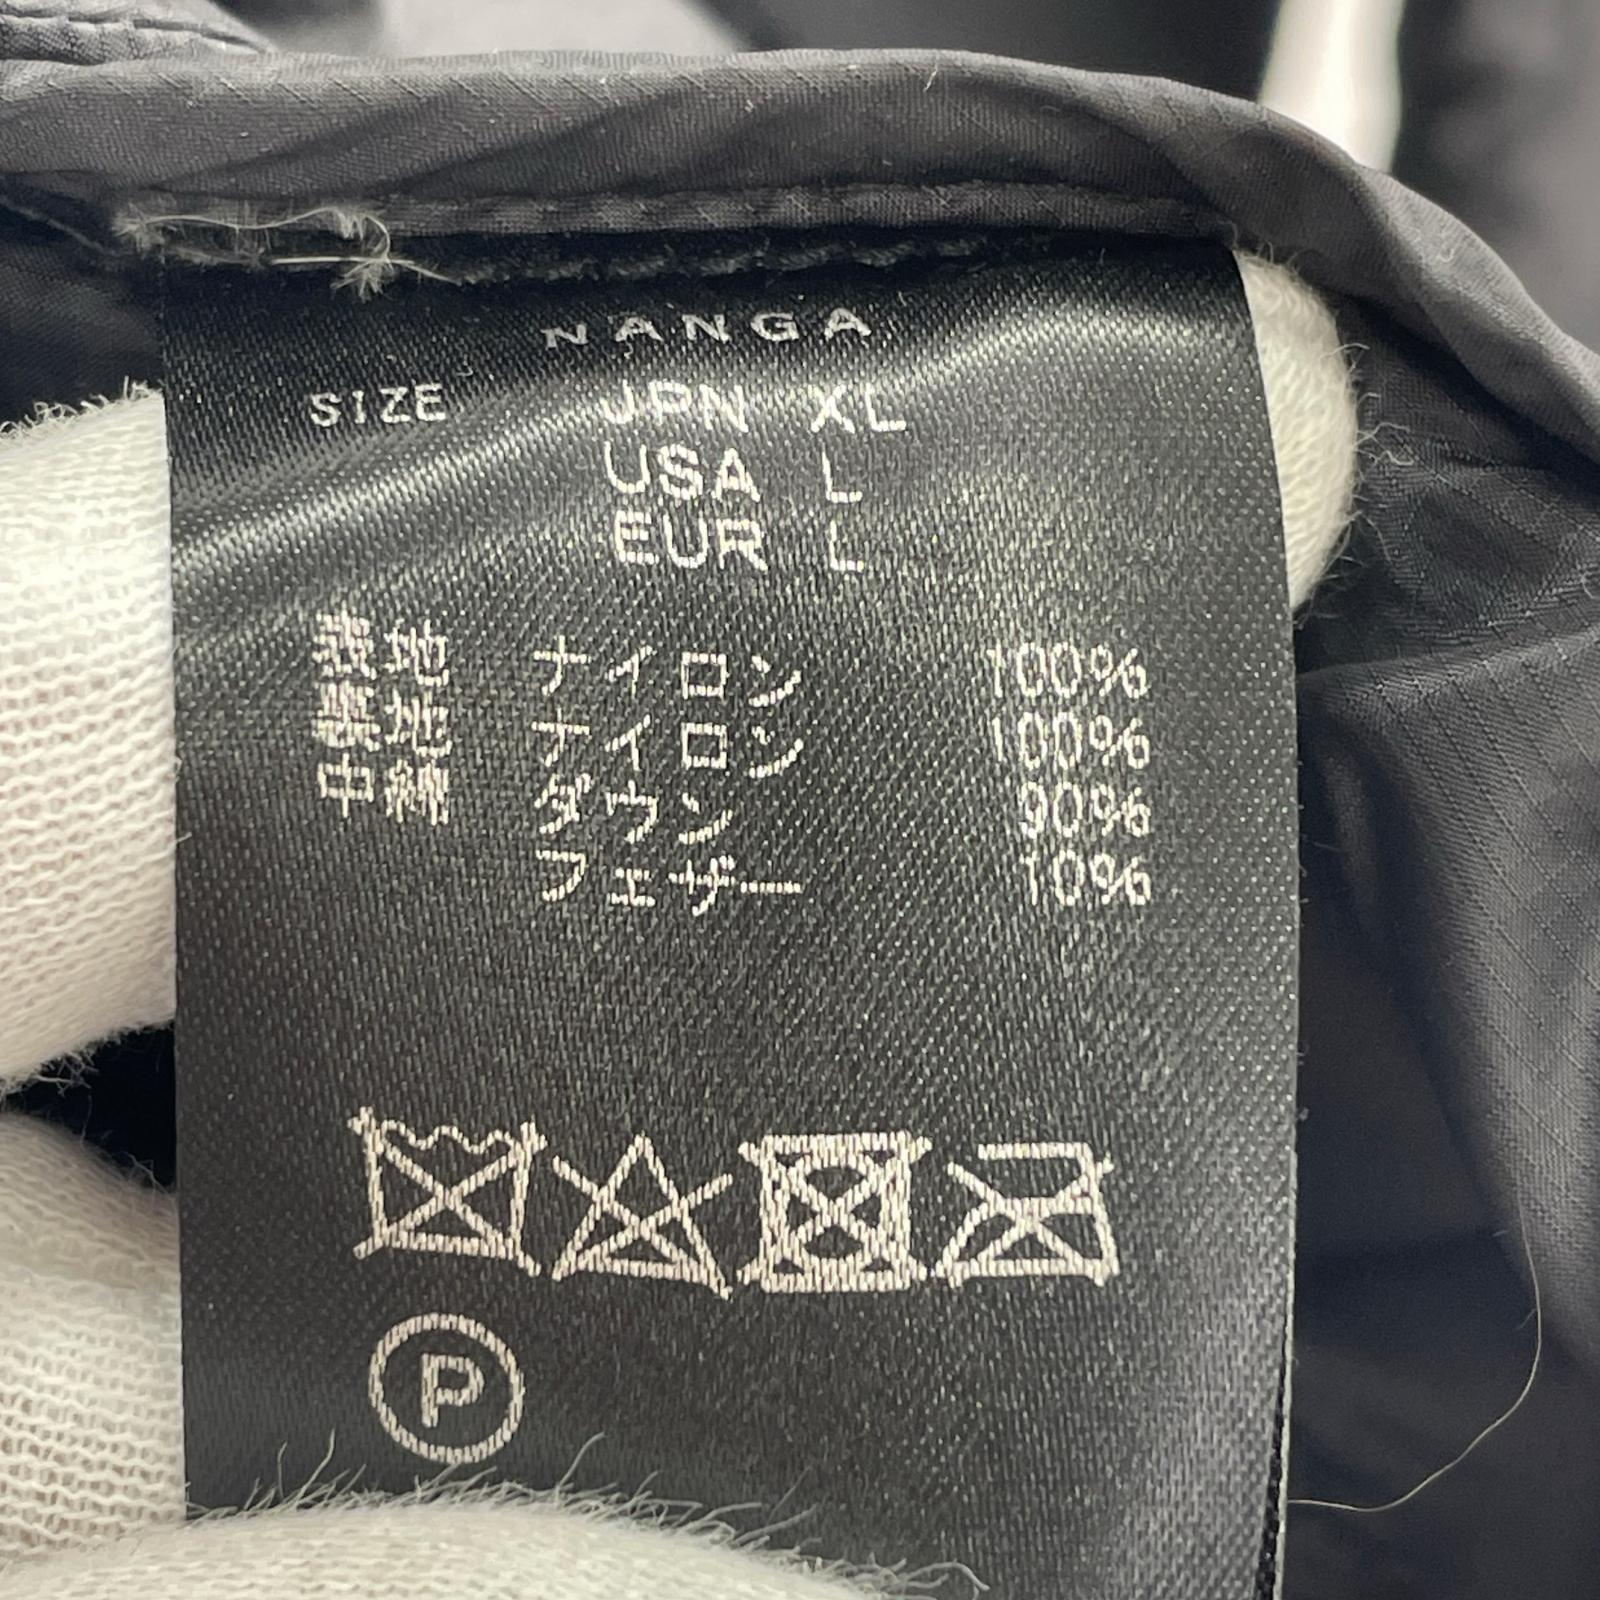 NANGA
SIZE JPN XL
USA L
EUR L
表地 ナイロン 100%
裏地 ナイロン 100%
中綿 ダウン 90%
フェザー 10%
P